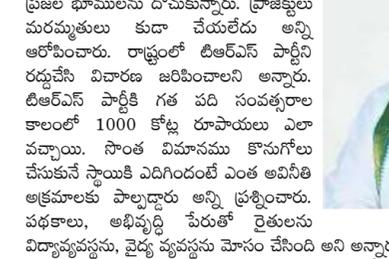 ప్రజల భూములను దోచుకున్నారు. ప్రాజెక్టులు
మరమ్మతులు కూడా చేయలేదు అన్ని
ఆరోపించారు. రాష్ట్రంలో టిఆర్ఎస్ పార్టీని
రద్దుచేసి విచారణ జరిపించాలని అన్నారు.
టిఆర్ఎస్ పార్టీకి గత పది సంవత్సరాల
కాలంలో 1000 కోట్ల రూపాయలు ఎలా
వచ్చాయి. సొంత విమానము కొనుగోలు
చేసుకునే స్థాయికి ఎదిగిందంటే ఎంత అవినీతి
అక్రమాలకు పాల్పడ్డారు అన్ని ప్రశ్నించారు.
పథకాలు, అభివృద్ధి పేరుతో రైతులను
విద్యావ్యవస్థను, వైద్య వ్యవస్థను మోసం చేసింది అని అన్నారు